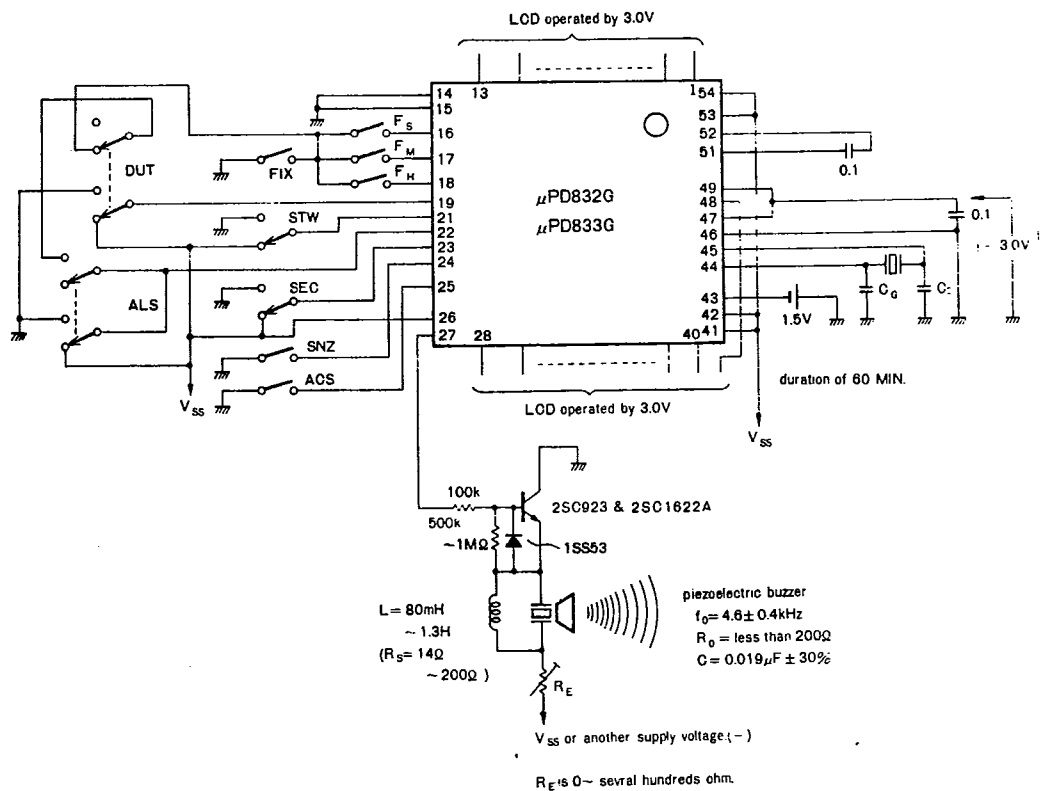 LCD operated by 3.0V
13
1
14
15
16
17
18
19
21
22
23
24
25
26
27
28
40
54
53
52
51
49
48
47
46
45
44
43
42
41
μPD832G
μPD833G
F_S
F_M
F_H
FIX
DUT
STW
ALS
SEC
SNZ
ACS
V_SS
0.1
0.1
3.0V
C_G
1.5V
duration of 60 MIN.
LCD operated by 3.0V
V_SS
100k
500k
2SC923 & 2SC1622A
~1MΩ
1SS53
L = 80mH
~ 1.3H
(R_S = 14Ω
~200Ω)
piezoelectric buzzer
f_0 = 4.6 ± 0.4kHz
R_0 = less than 200Ω
C = 0.019μF ± 30%
R_E
V_SS or another supply voltage (-)
R_E is 0~ sevral hundreds ohm.